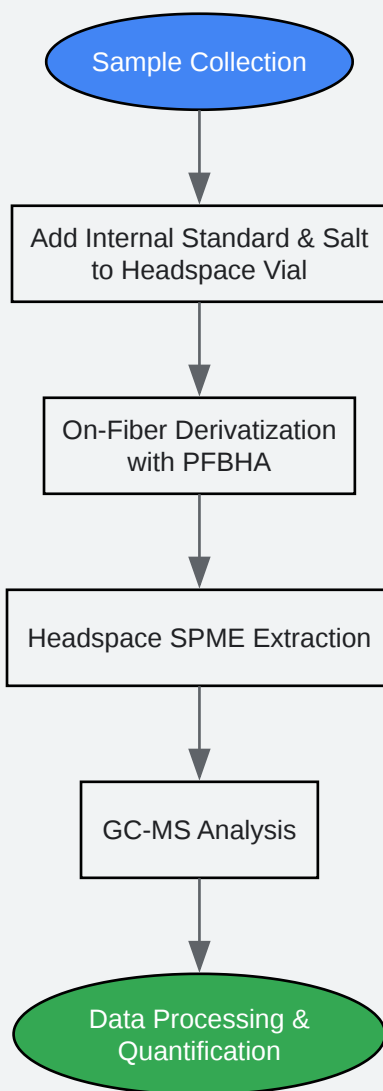 Sample Collection
Add Internal Standard & Salt
to Headspace Vial
On-Fiber Derivatization
with PFBHA
Headspace SPME Extraction
GC-MS Analysis
Data Processing &
Quantification